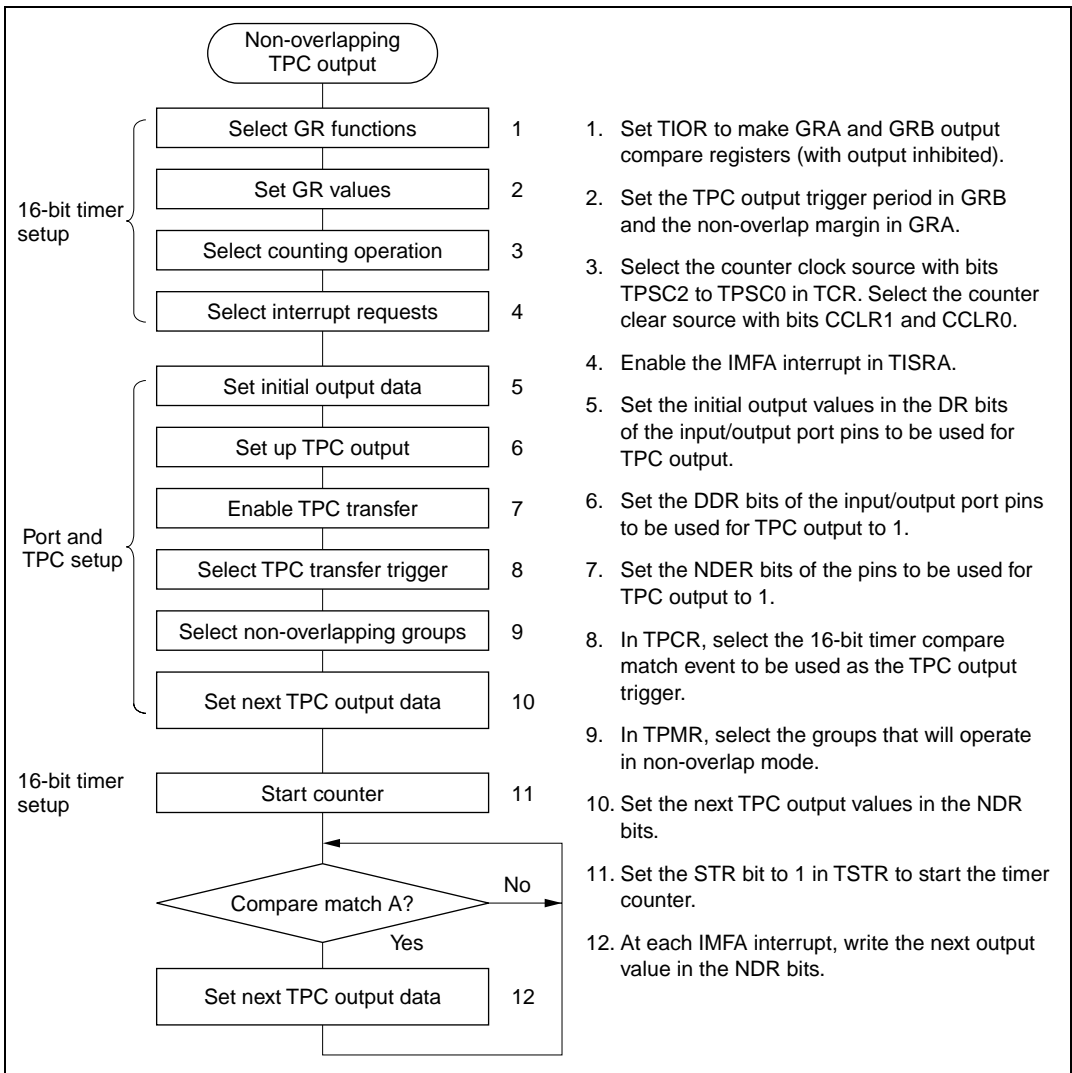 Non-overlapping
TPC output
16-bit timer
setup
Select GR functions 1
Set GR values 2
Select counting operation 3
Select interrupt requests 4
Port and
TPC setup
Set initial output data 5
Set up TPC output 6
Enable TPC transfer 7
Select TPC transfer trigger 8
Select non-overlapping groups 9
Set next TPC output data 10
16-bit timer
setup
Start counter 11
Compare match A?
No
Yes
Set next TPC output data 12
1. Set TIOR to make GRA and GRB output
compare registers (with output inhibited).
2. Set the TPC output trigger period in GRB
and the non-overlap margin in GRA.
3. Select the counter clock source with bits
TPSC2 to TPSC0 in TCR. Select the counter
clear source with bits CCLR1 and CCLR0.
4. Enable the IMFA interrupt in TISRA.
5. Set the initial output values in the DR bits
of the input/output port pins to be used for
TPC output.
6. Set the DDR bits of the input/output port pins
to be used for TPC output to 1.
7. Set the NDER bits of the pins to be used for
TPC output to 1.
8. In TPCR, select the 16-bit timer compare
match event to be used as the TPC output
trigger.
9. In TPMR, select the groups that will operate
in non-overlap mode.
10. Set the next TPC output values in the NDR
bits.
11. Set the STR bit to 1 in TSTR to start the timer
counter.
12. At each IMFA interrupt, write the next output
value in the NDR bits.